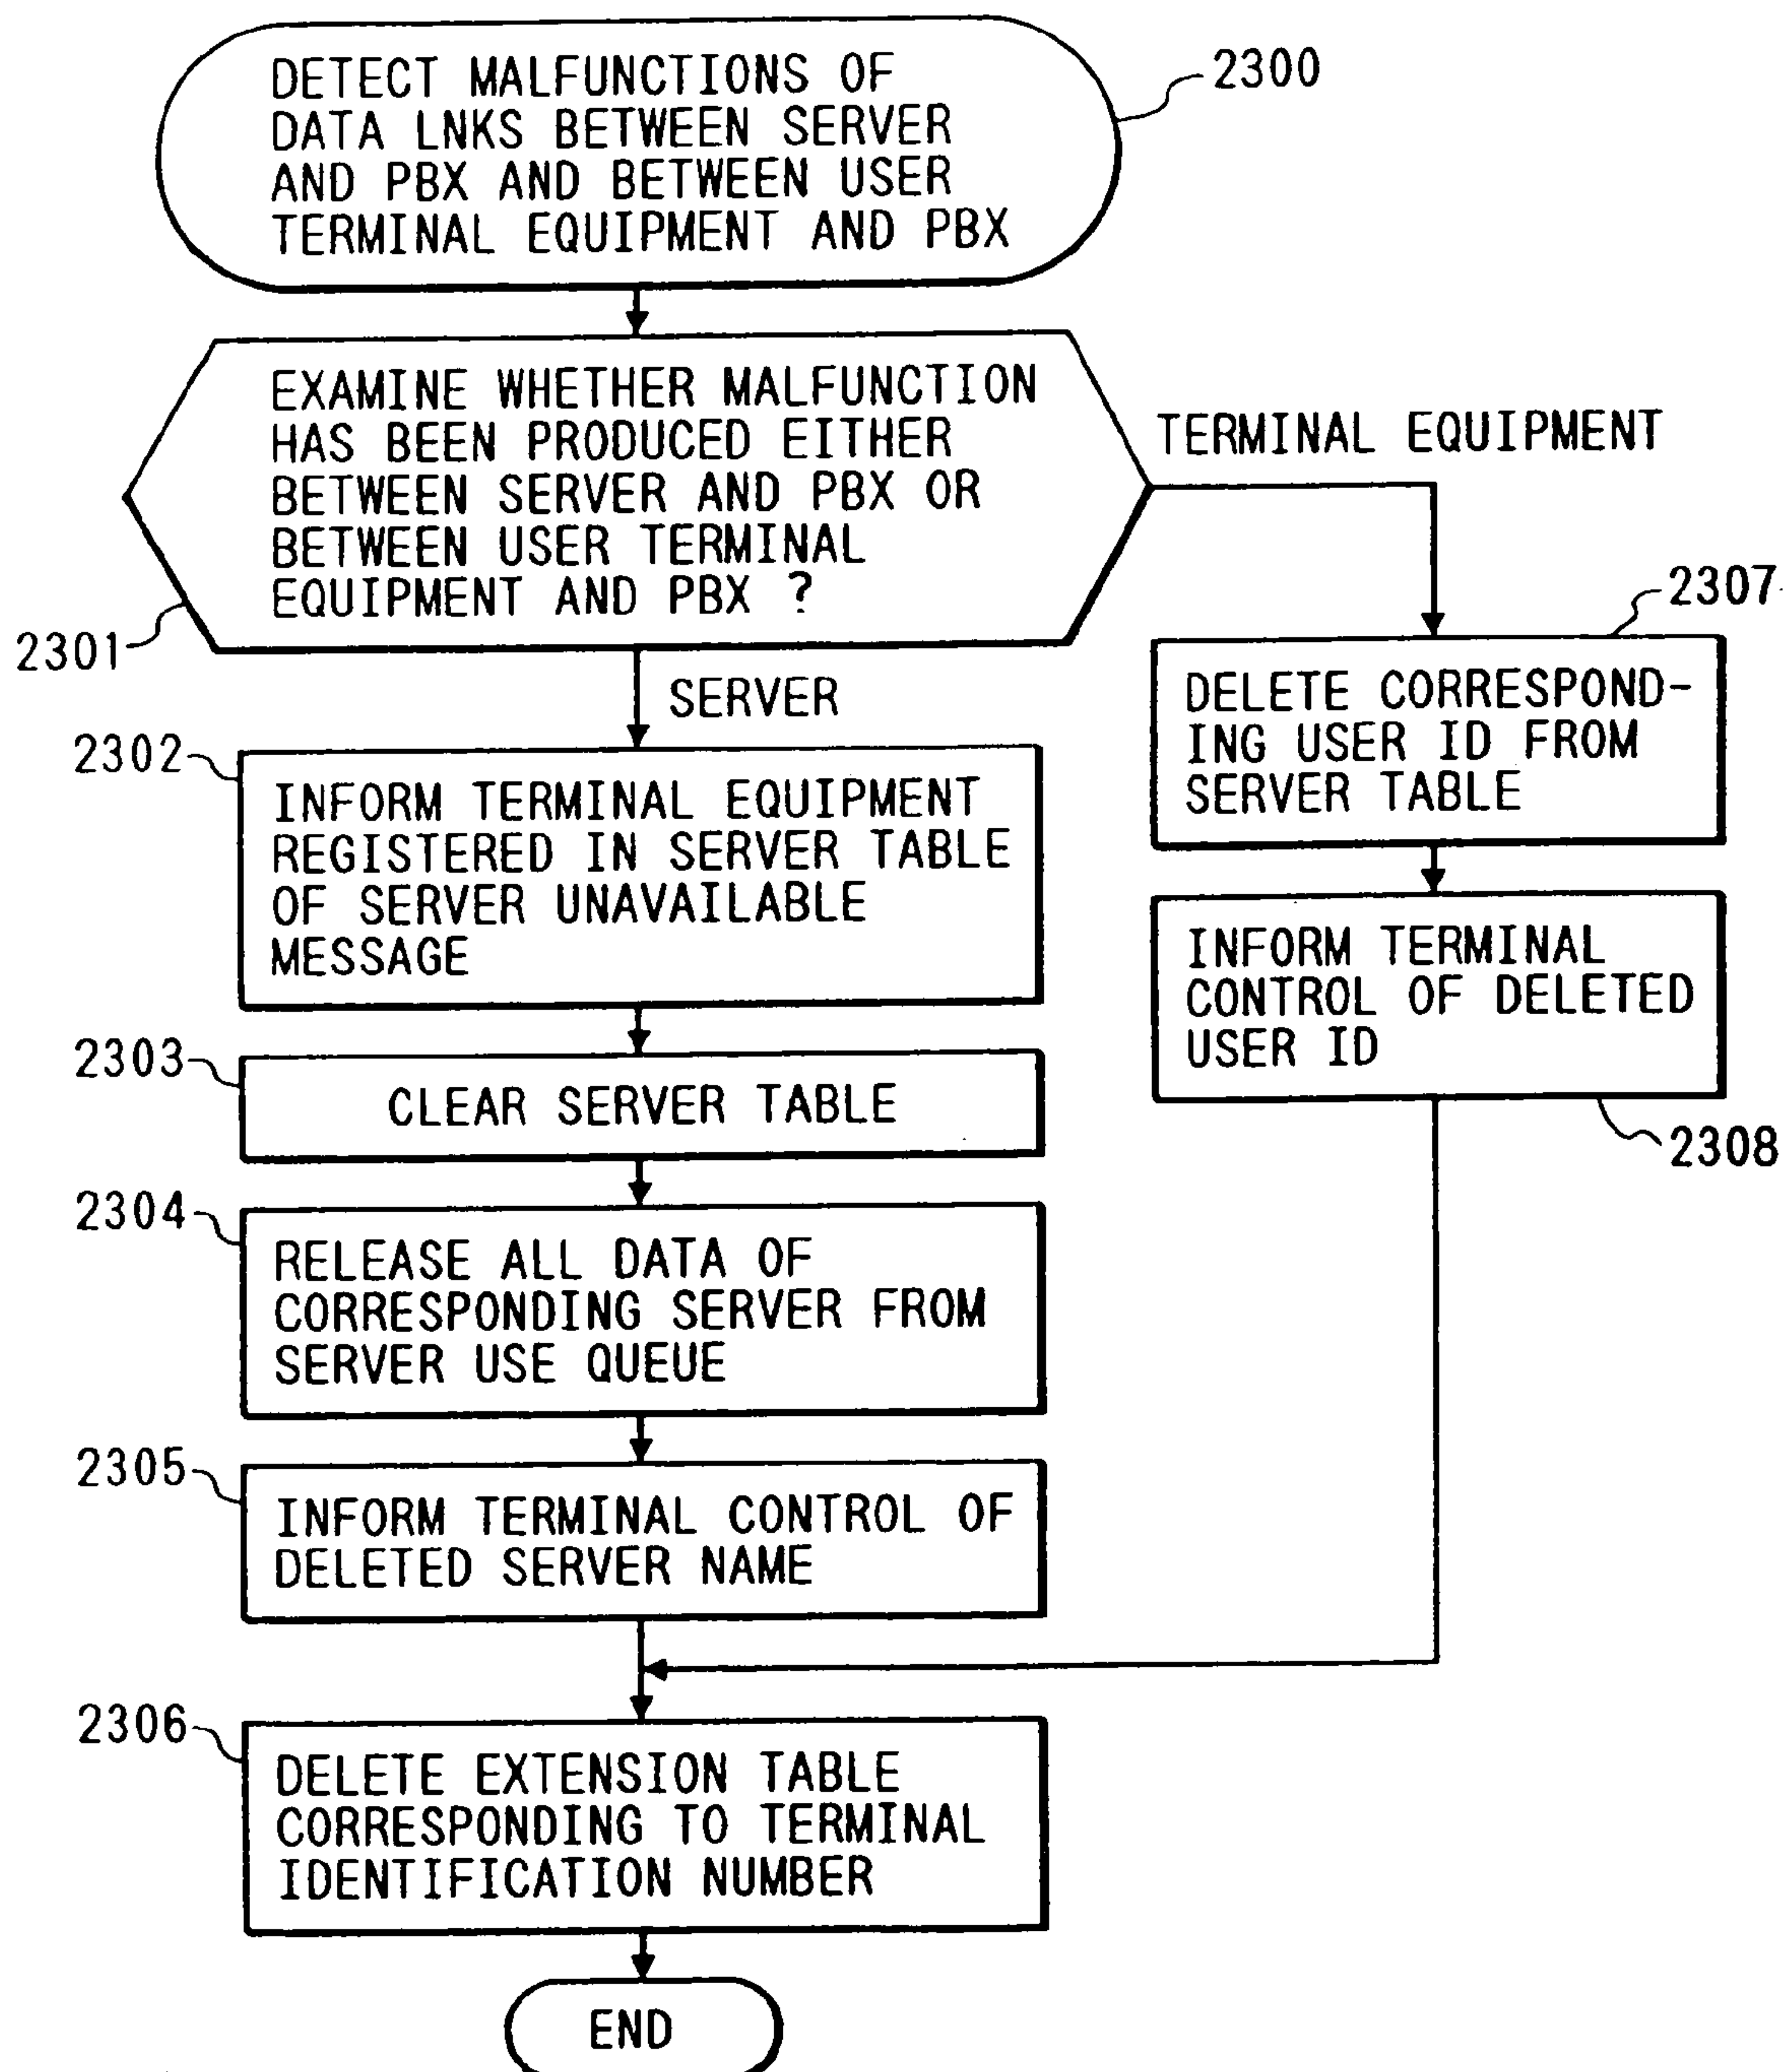 DETECT MALFUNCTIONS OF
DATA LNKS BETWEEN SERVER
AND PBX AND BETWEEN USER
TERMINAL EQUIPMENT AND PBX
2300
EXAMINE WHETHER MALFUNCTION
HAS BEEN PRODUCED EITHER
BETWEEN SERVER AND PBX OR
BETWEEN USER TERMINAL
EQUIPMENT AND PBX ?
2301
TERMINAL EQUIPMENT
SERVER
2302
INFORM TERMINAL EQUIPMENT
REGISTERED IN SERVER TABLE
OF SERVER UNAVAILABLE
MESSAGE
2303
CLEAR SERVER TABLE
2304
RELEASE ALL DATA OF
CORRESPONDING SERVER FROM
SERVER USE QUEUE
2305
INFORM TERMINAL CONTROL OF
DELETED SERVER NAME
2307
DELETE CORRESPOND-
ING USER ID FROM
SERVER TABLE
INFORM TERMINAL
CONTROL OF DELETED
USER ID
2308
2306
DELETE EXTENSION TABLE
CORRESPONDING TO TERMINAL
IDENTIFICATION NUMBER
END